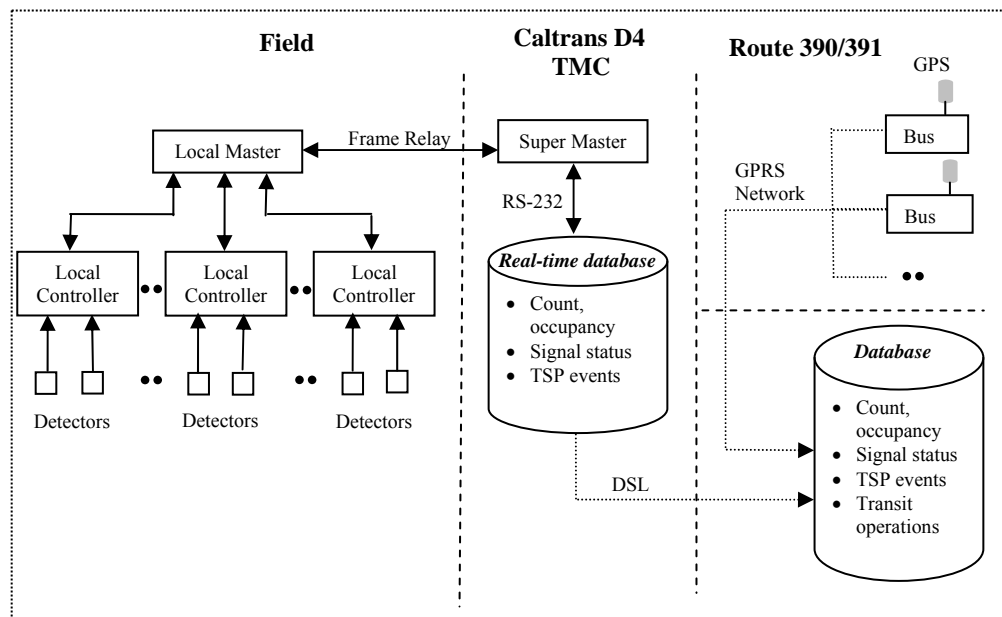 Field
Caltrans D4
TMC
Route 390/391
GPS
Frame Relay
Local Master
Super Master
Bus
GPRS
Network
Bus
RS-232
Local
Controller
Local
Controller
Local
Controller
Real-time database
• Count,
occupancy
• Signal status
• TSP events
Detectors
Detectors
Detectors
DSL
Database
• Count,
occupancy
• Signal status
• TSP events
• Transit
operations